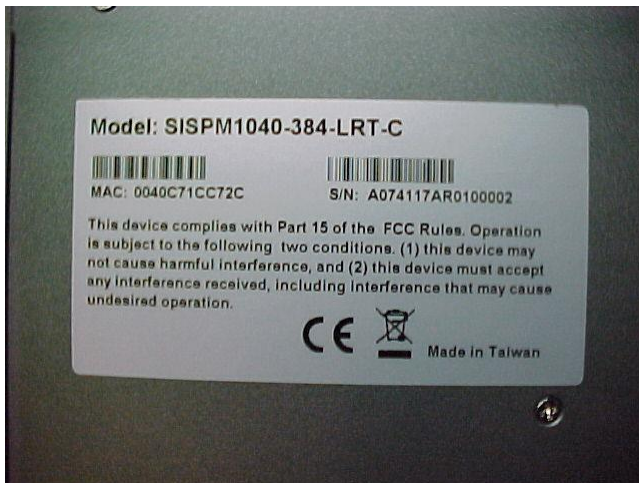 Model: SISPM1040-384-LRT-C
MAC: 0040C71CC72C
S/N: A074117AR0100002
This device complies with Part 15 of the FCC Rules. Operation
is subject to the following two conditions. (1) this device may
not cause harmful interference, and (2) this device must accept
any interference received, including interference that may cause
undesired operation.
CE
Made in Taiwan